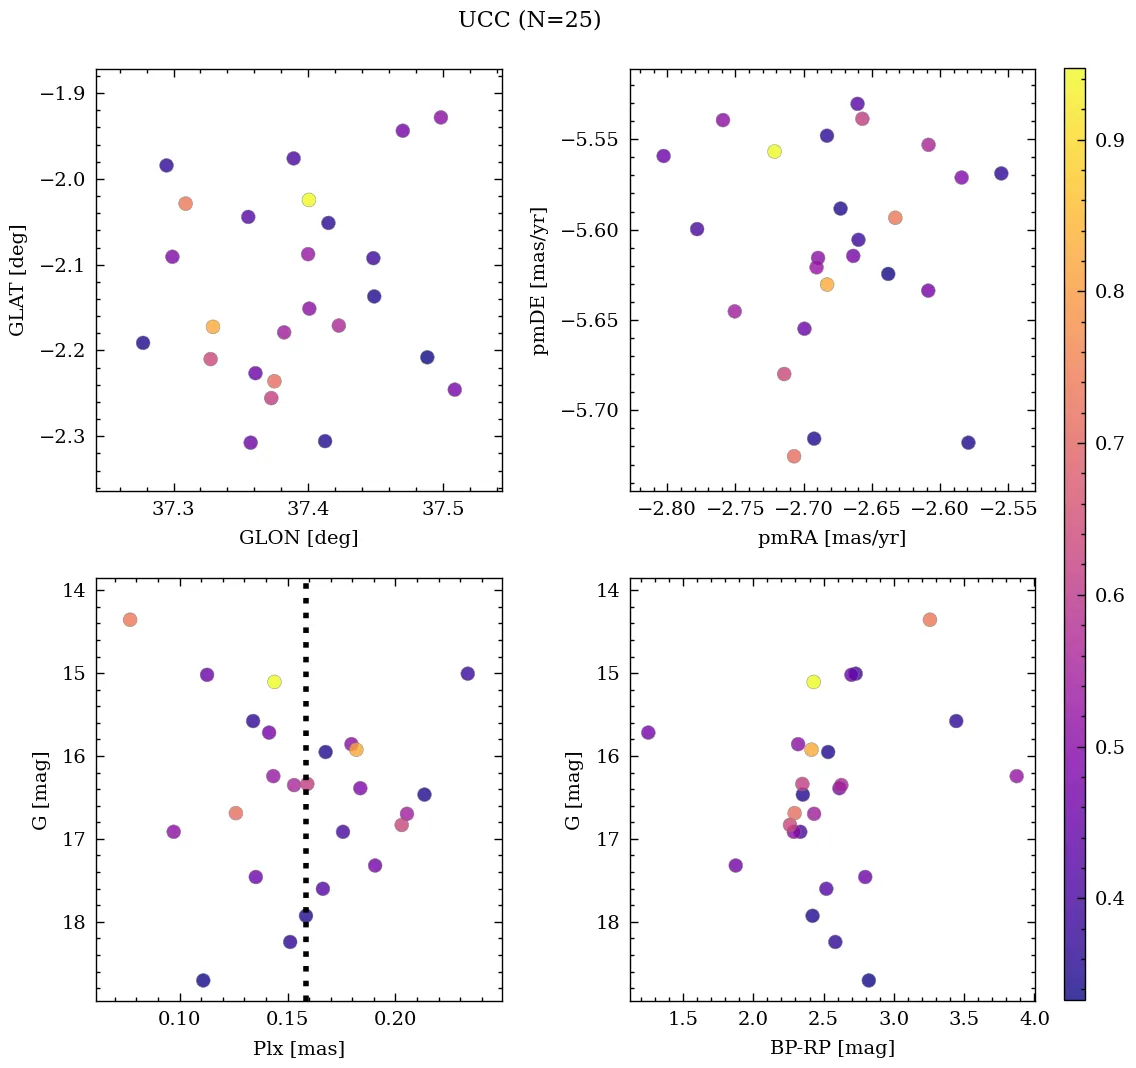 UCC (N=25)
−1.9
−2.0
−2.1
−2.2
−2.3
GLAT [deg]
37.3 37.4 37.5
GLON [deg]
−5.55
−5.60
−5.65
−5.70
pmDE [mas/yr]
−2.80 −2.75 −2.70 −2.65 −2.60 −2.55
pmRA [mas/yr]
14
15
16
17
18
G [mag]
0.10 0.15 0.20
Plx [mas]
14
15
16
17
18
G [mag]
1.5 2.0 2.5 3.0 3.5 4.0
BP-RP [mag]
0.9
0.8
0.7
0.6
0.5
0.4